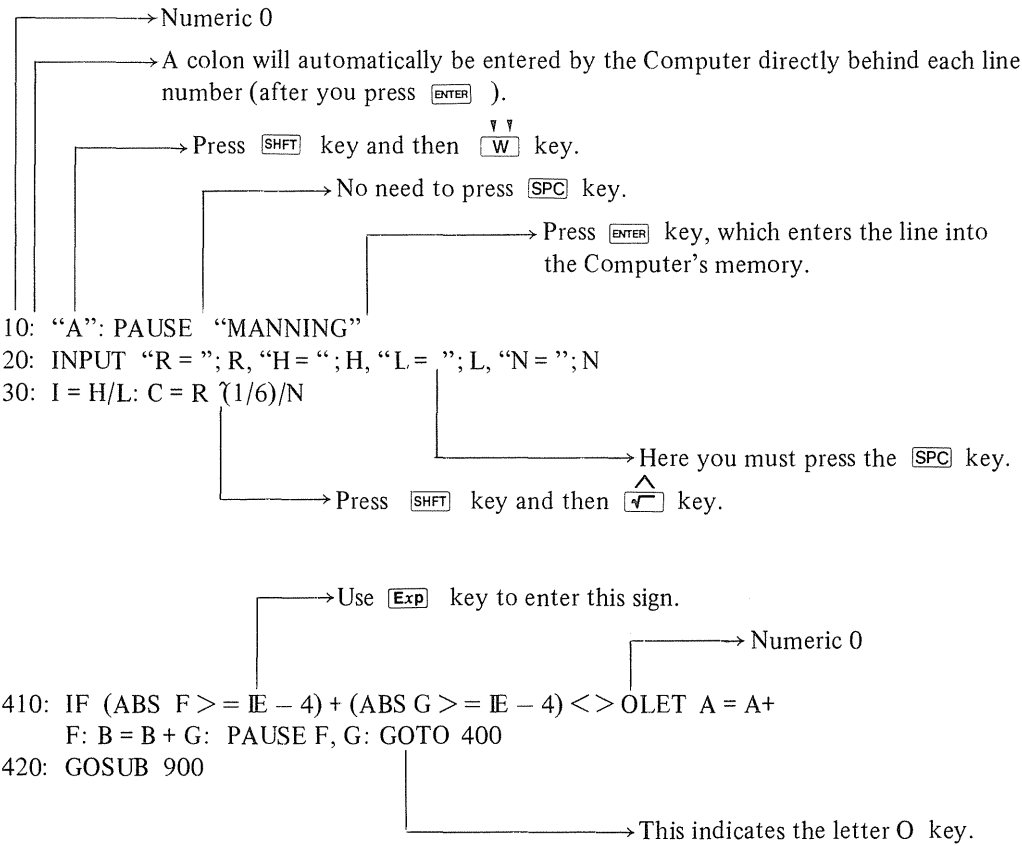 Numeric 0
A colon will automatically be entered by the Computer directly behind each line
number (after you press ENTER ).
Press SHFT key and then W key.
No need to press SPC key.
Press ENTER key, which enters the line into
the Computer's memory.
10: “A”: PAUSE “MANNING”
20: INPUT “R = ”; R, “H = “ ; H, “L = ”; L, “N = ”; N
30: I = H/L: C = R ^(1/6)/N
Here you must press the SPC key.
Press SHFT key and then √ key.
Use Exp key to enter this sign.
Numeric 0
410: IF (ABS F > = E – 4) + (ABS G > = E – 4) < > OLET A = A+
F: B = B + G: PAUSE F, G: GOTO 400
420: GOSUB 900
This indicates the letter O key.